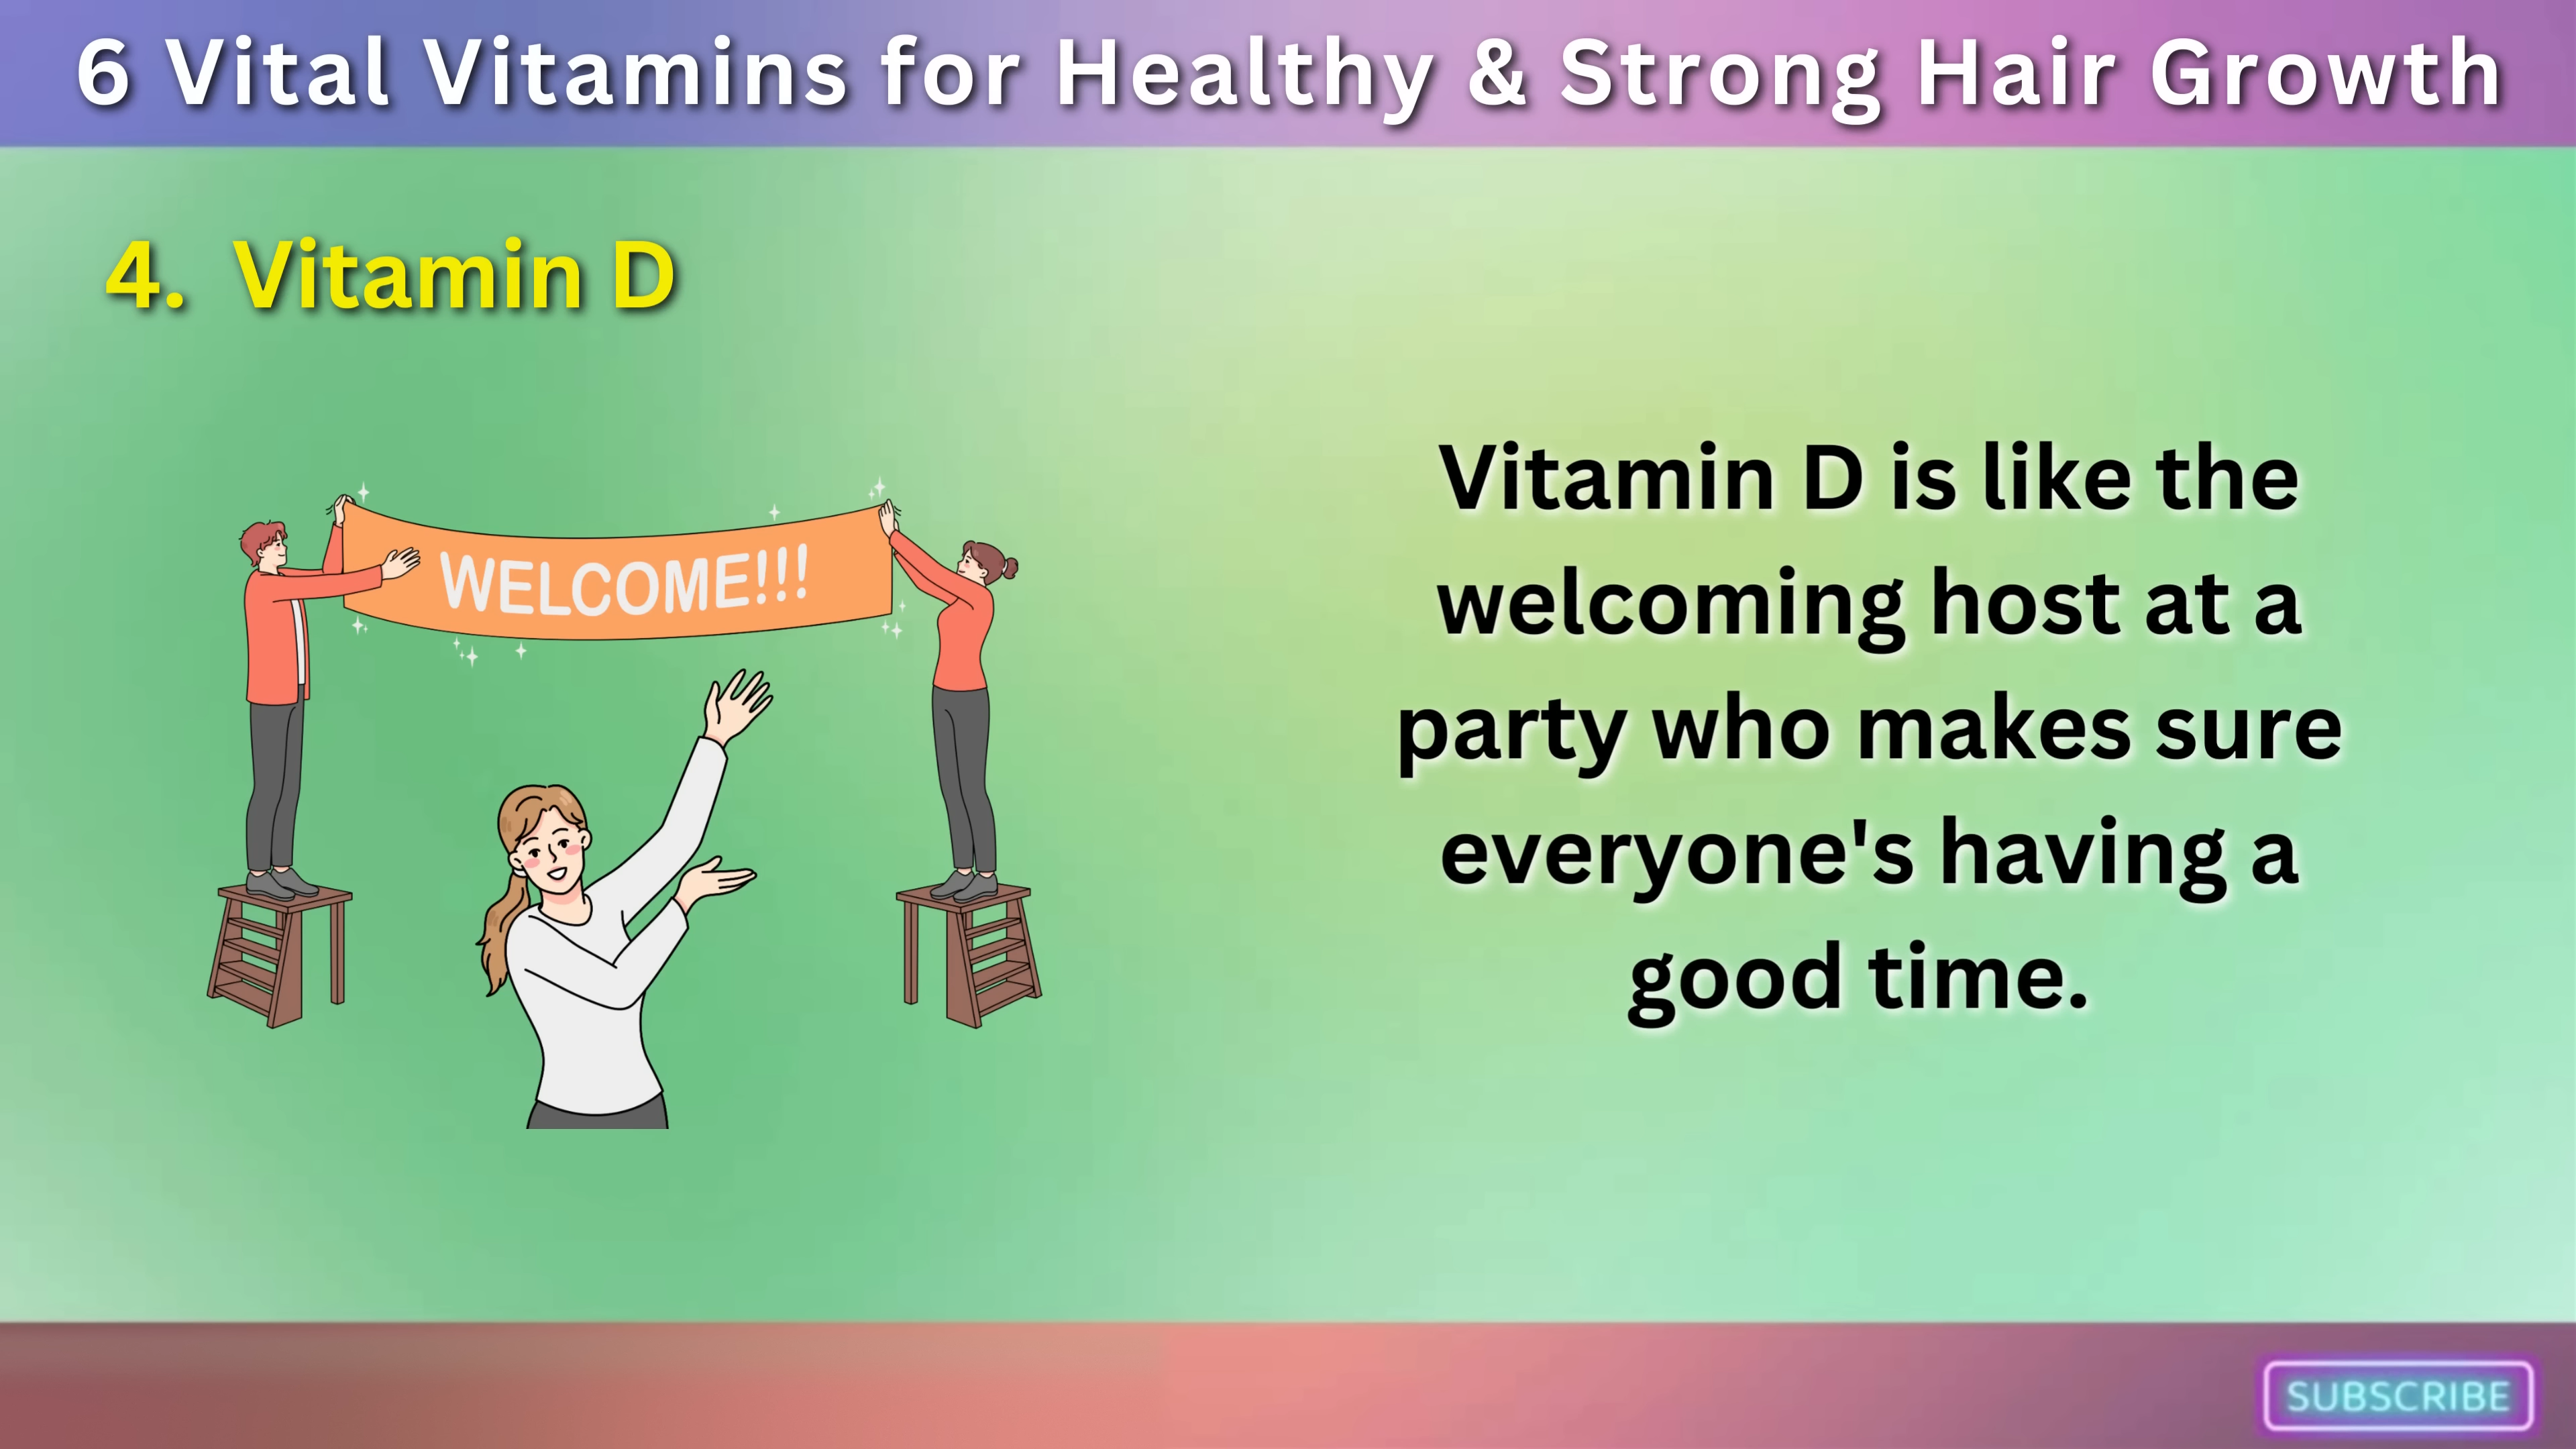 6 Vital Vitamins for Healthy & Strong Hair Growth
4. Vitamin D
WELCOME!!!
Vitamin D is like the
welcoming host at a
party who makes sure
everyone's having a
good time.
SUBSCRIBE